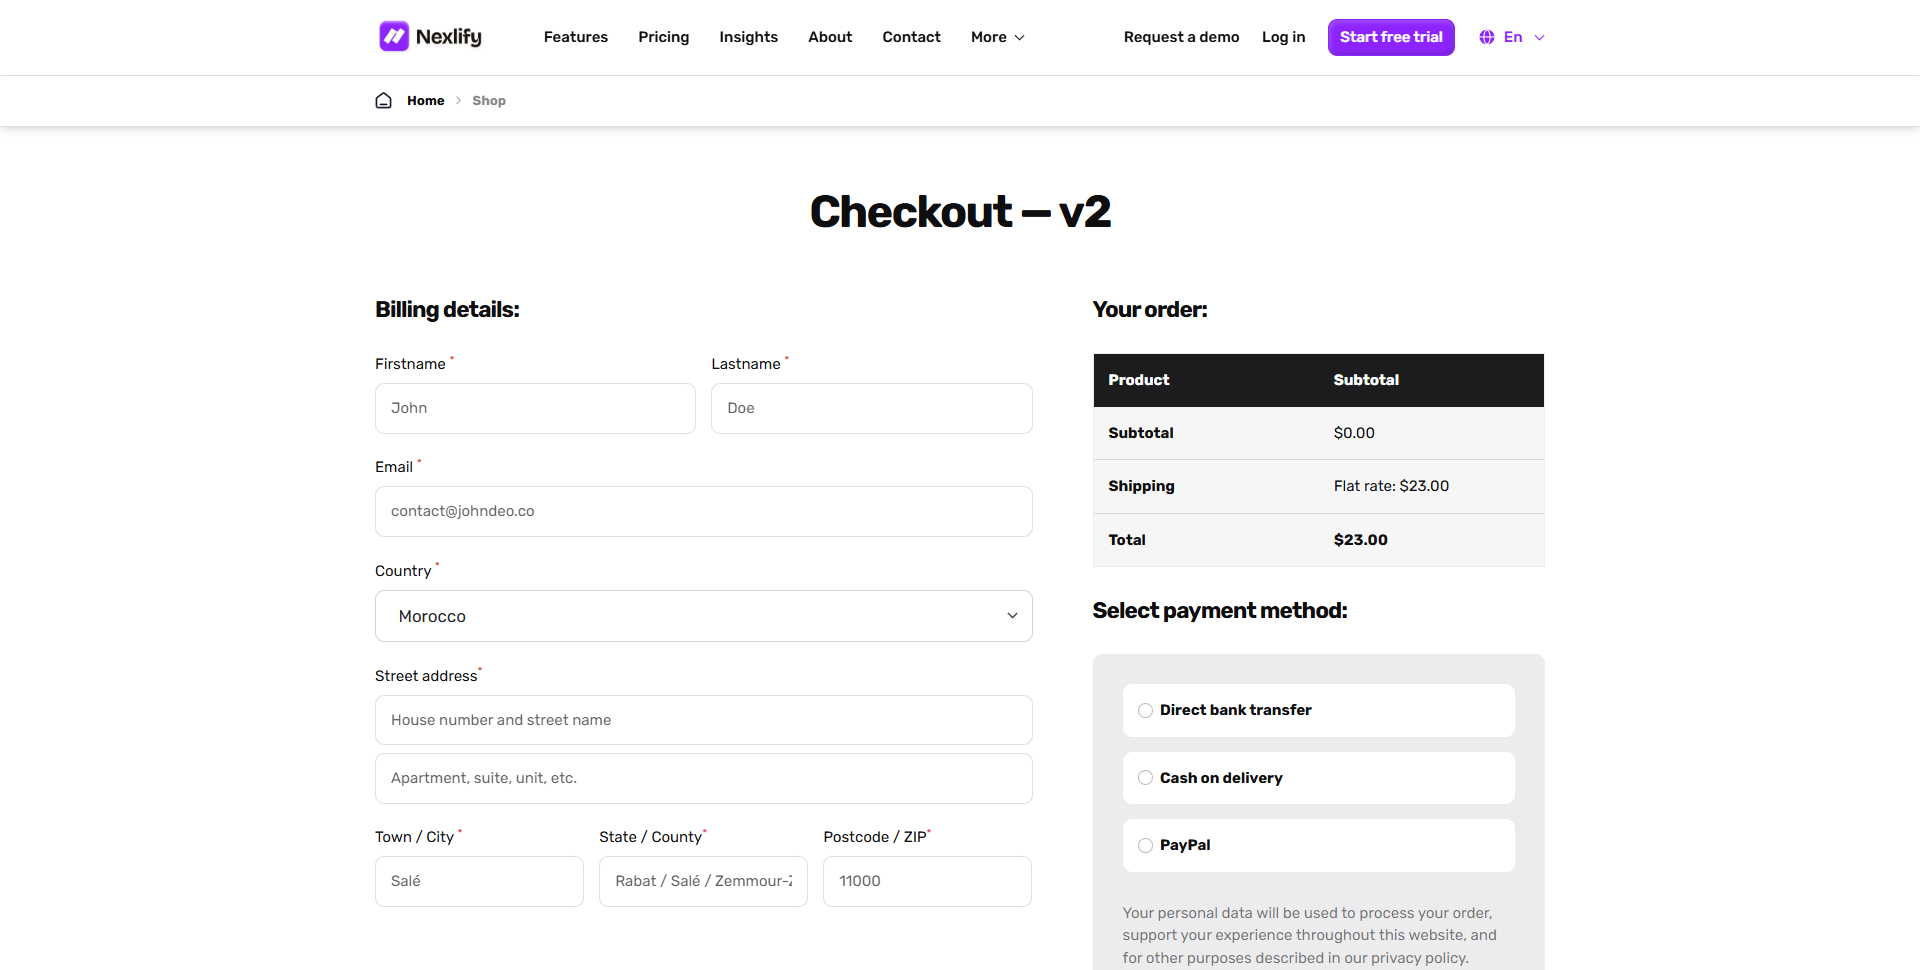 Nexlify
Features
Pricing
Insights
About
Contact
More
Request a demo
Log in
Start free trial
En
Home
Shop
Checkout — v2
Billing details:
Firstname *
John
Lastname *
Doe
Email *
contact@johndeo.co
Country *
Morocco
Street address*
House number and street name
Apartment, suite, unit, etc.
Town / City *
Salé
State / County*
Rabat / Salé / Zemmour-Z
Postcode / ZIP*
11000
Your order:
Product Subtotal
Subtotal $0.00
Shipping Flat rate: $23.00
Total $23.00
Select payment method:
Direct bank transfer
Cash on delivery
PayPal
Your personal data will be used to process your order,
support your experience throughout this website, and
for other purposes described in our privacy policy.